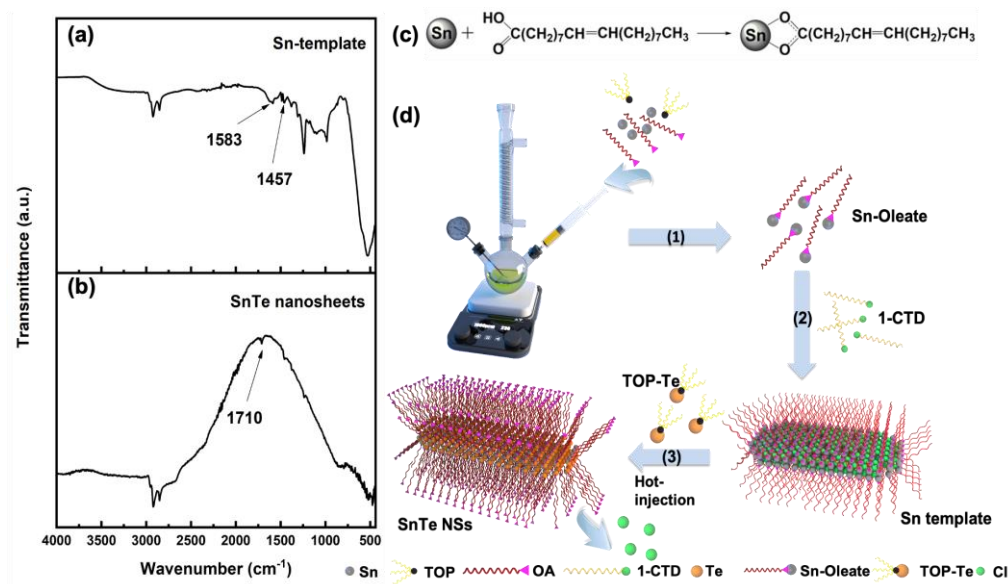 (a)
Sn-template
1583
1457
(b)
SnTe nanosheets
1710
Transmittance (a.u.)
4000 3500 3000 2500 2000 1500 1000 500
Wavenumber (cm-1)
(c)
Sn + HO O C(CH2)7CH=CH(CH2)7CH3 Sn O O C(CH2)7CH=CH(CH2)7CH3
(d)
(1)
Sn-Oleate
(2)
1-CTD
TOP-Te
(3)
Hot-injection
SnTe NSs
Sn template
Sn TOP OA 1-CTD Te Sn-Oleate TOP-Te Cl